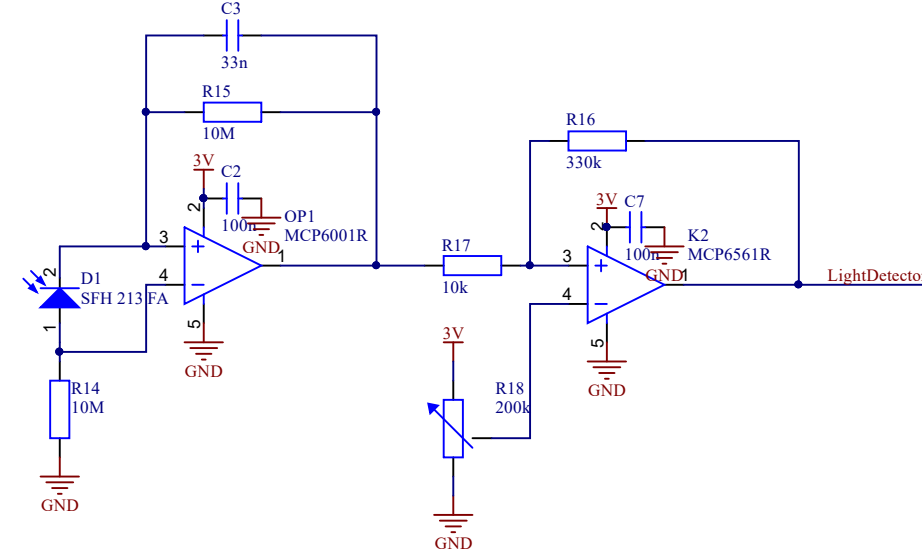 C3
33n
R15
10M
R16
330k
3V
C2
2
100n
GND
OP1
MCP6001R
3
4
1
5
GND
2
D1
SFH 213 FA
1
R14
10M
GND
R17
10k
3V
C7
2
100n
GND
K2
MCP6561R
3
4
1
5
GND
LightDetector
3V
R18
200k
GND